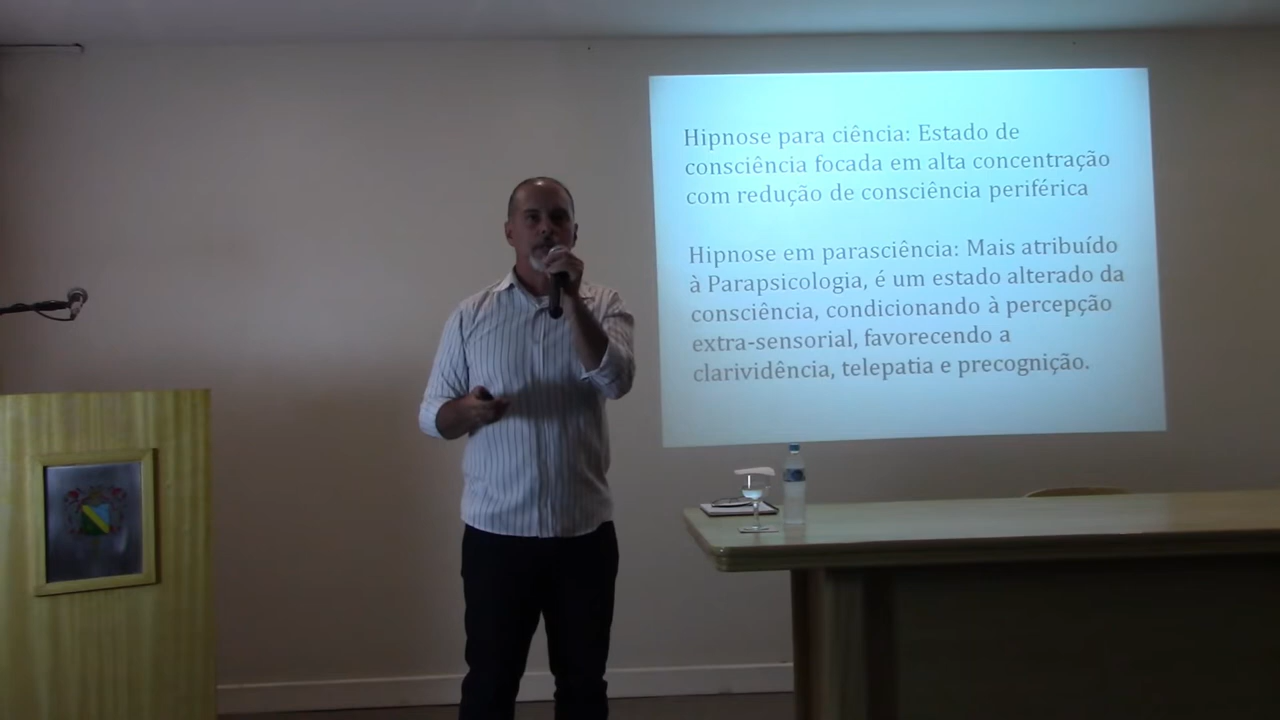 Hipnose para ciência: Estado de
consciência focada em alta concentração
com redução de consciência periférica
Hipnose em parasciência: Mais atribuído
à Parapsicologia, é um estado alterado da
consciência, condicionando à percepção
extra-sensorial, favorecendo a
clarividência, telepatia e precognição.